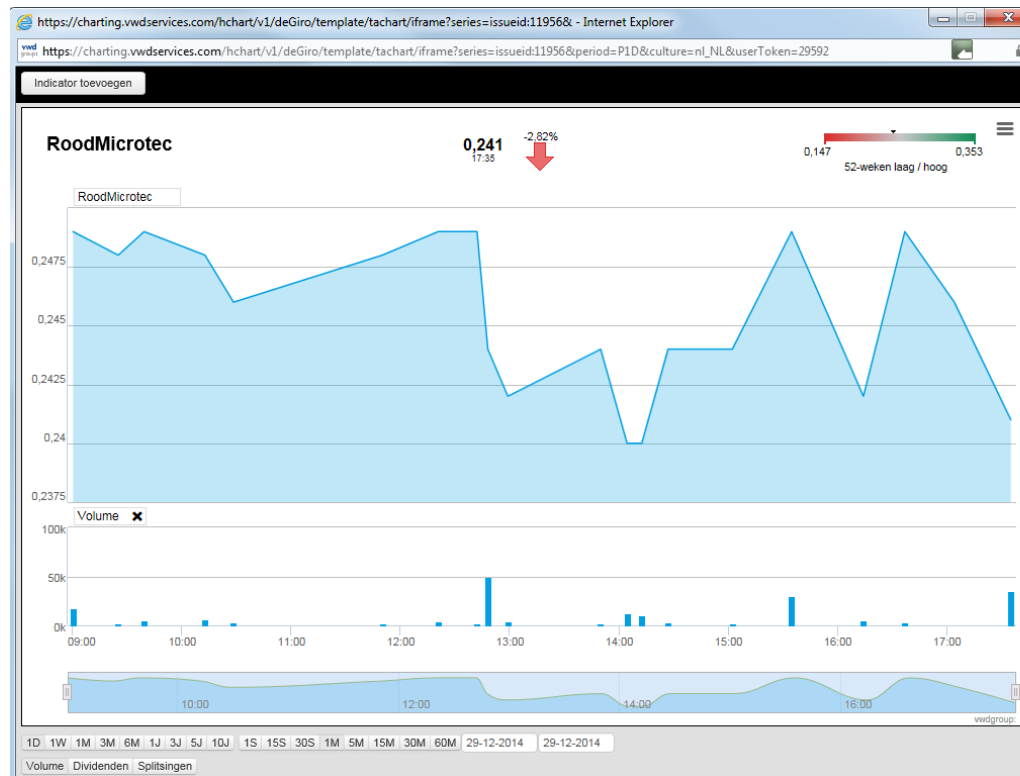 https://charting.vwdservices.com/hchart/v1/deGiro/template/tachart/iframe?series=issueid:11956& - Internet Explorer
vwd group: https://charting.vwdservices.com/hchart/v1/deGiro/template/tachart/iframe?series=issueid:11956&period=P1D&culture=nl_NL&userToken=29592
Indicator toevoegen
RoodMicrotec
0,241
17:35
-2,82%
0,147 0,353
52-weken laag / hoog
RoodMicrotec
0,2475
0,245
0,2425
0,24
0,2375
Volume
100k
50k
0k
09:00 10:00 11:00 12:00 13:00 14:00 15:00 16:00 17:00
10:00 12:00 14:00 16:00
vwdgroup:
1D 1W 1M 3M 6M 1J 3J 5J 10J 1S 15S 30S 1M 5M 15M 30M 60M 29-12-2014 29-12-2014
Volume Dividenden Splitsingen